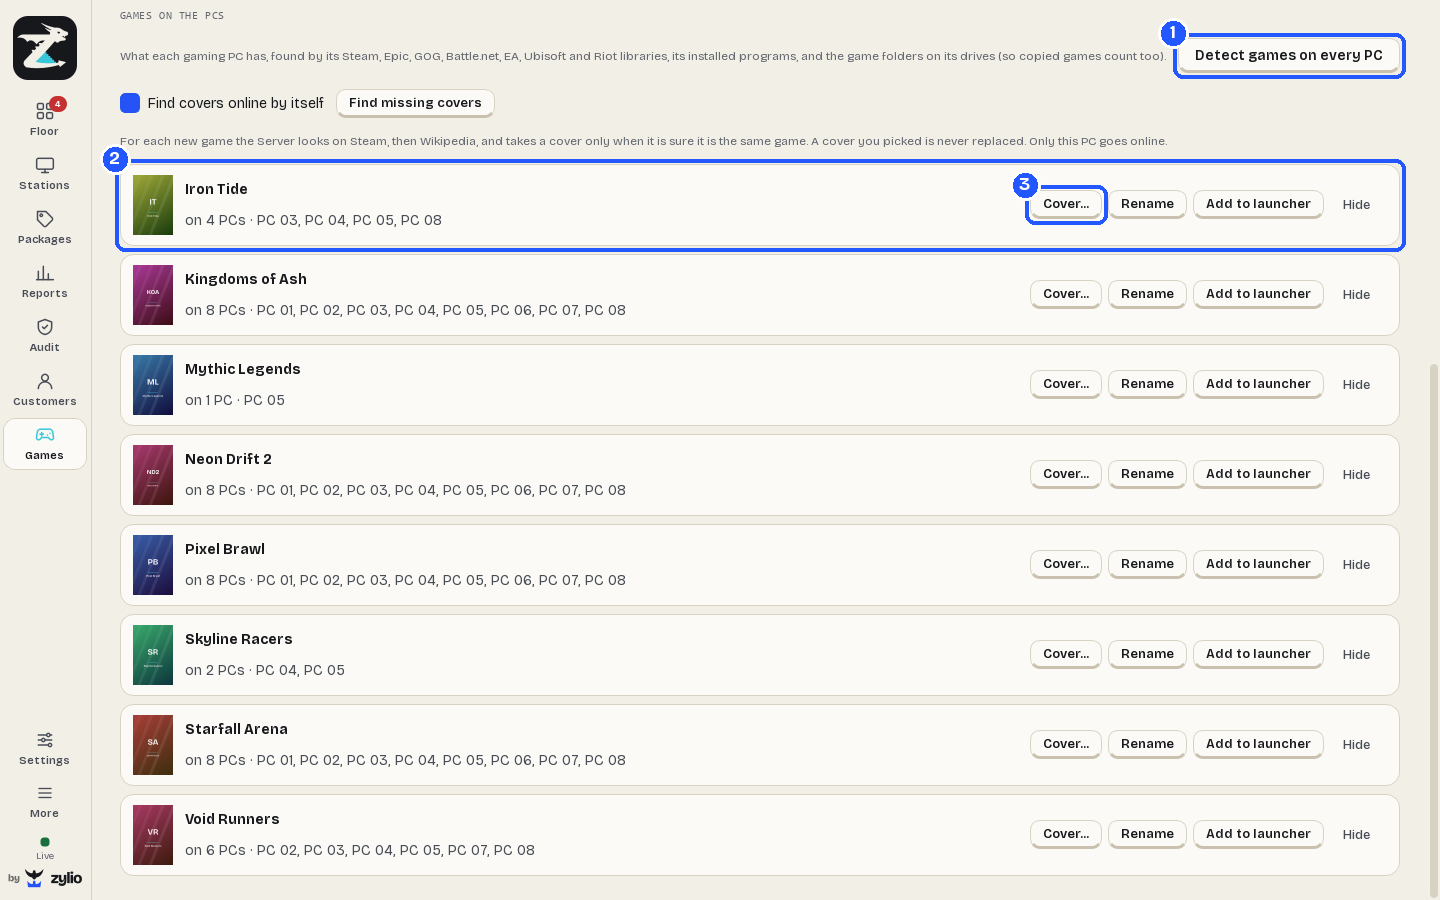 GAMES ON THE PCS
1
What each gaming PC has, found by its Steam, Epic, GOG, Battle.net, EA, Ubisoft and Riot libraries, its installed programs, and the game folders on its drives (so copied games count too).
Detect games on every PC
4
Floor
Stations
Packages
Reports
Audit
Customers
Games
Settings
More
Live
by zylio
Find covers online by itself
Find missing covers
For each new game the Server looks on Steam, then Wikipedia, and takes a cover only when it is sure it is the same game. A cover you picked is never replaced. Only this PC goes online.
2
IT
Iron Tide
on 4 PCs · PC 03, PC 04, PC 05, PC 08
3
Cover... Rename Add to launcher Hide
KOA
Kingdoms of Ash
on 8 PCs · PC 01, PC 02, PC 03, PC 04, PC 05, PC 06, PC 07, PC 08
Cover... Rename Add to launcher Hide
ML
Mythic Legends
on 1 PC · PC 05
Cover... Rename Add to launcher Hide
ND2
Neon Drift 2
on 8 PCs · PC 01, PC 02, PC 03, PC 04, PC 05, PC 06, PC 07, PC 08
Cover... Rename Add to launcher Hide
PB
Pixel Brawl
on 8 PCs · PC 01, PC 02, PC 03, PC 04, PC 05, PC 06, PC 07, PC 08
Cover... Rename Add to launcher Hide
SR
Skyline Racers
on 2 PCs · PC 04, PC 05
Cover... Rename Add to launcher Hide
SA
Starfall Arena
on 8 PCs · PC 01, PC 02, PC 03, PC 04, PC 05, PC 06, PC 07, PC 08
Cover... Rename Add to launcher Hide
VR
Void Runners
on 6 PCs · PC 02, PC 03, PC 04, PC 05, PC 07, PC 08
Cover... Rename Add to launcher Hide